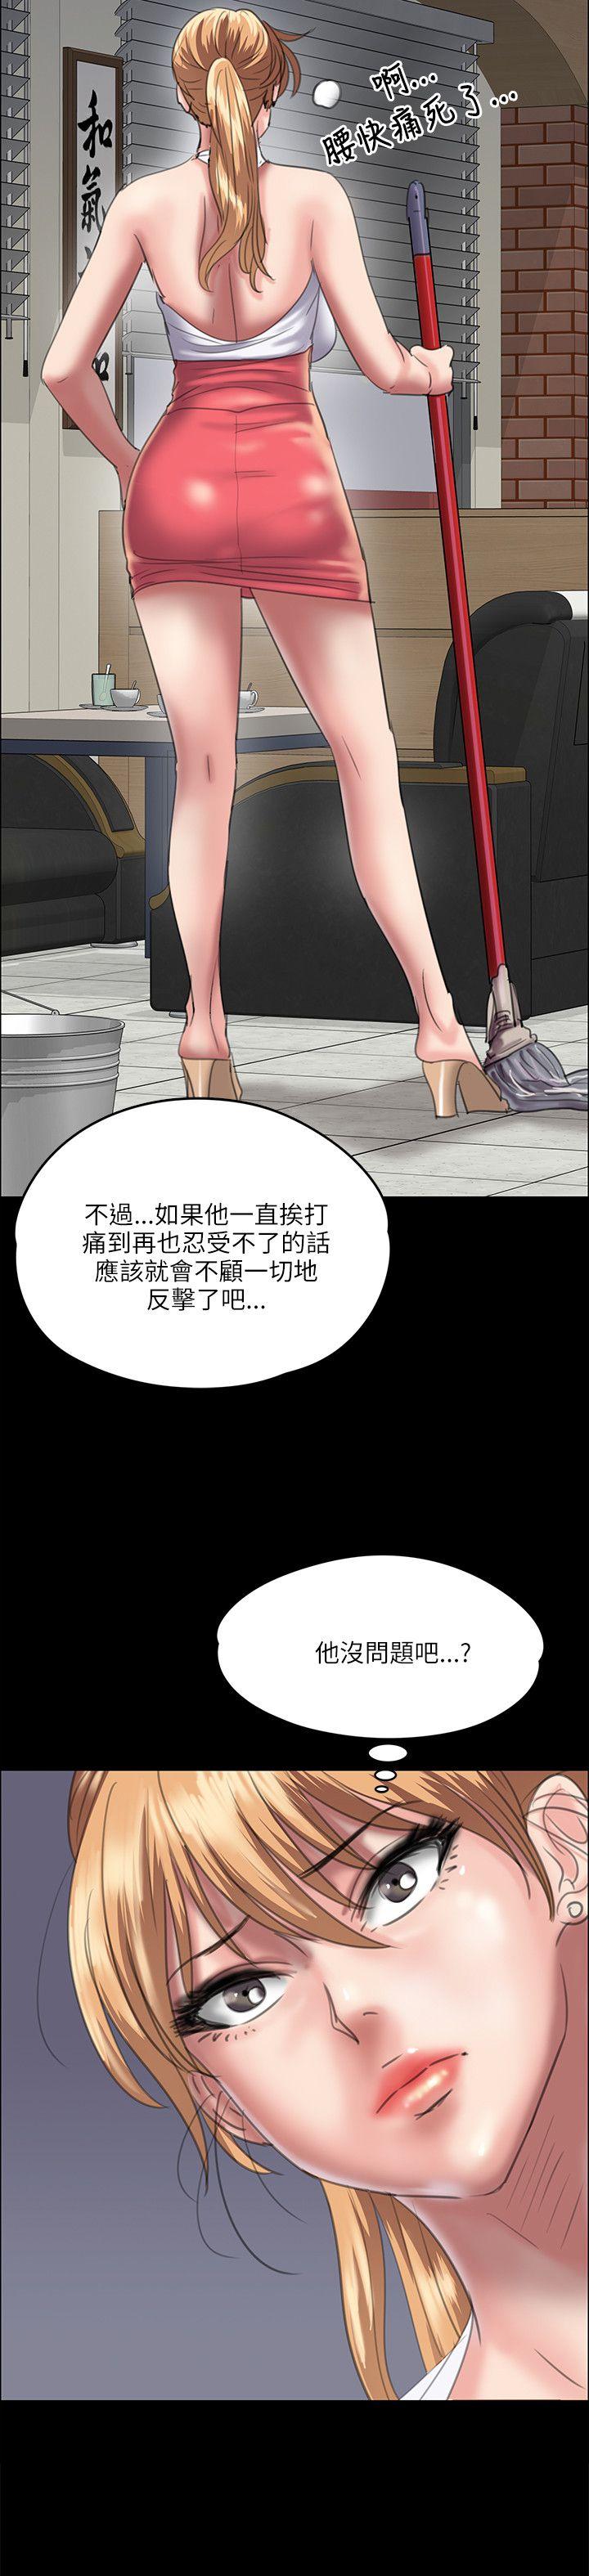 和氣
和
啊...
腰快痛死了...
不過...如果他一直挨打
痛到再也忍受不了的話
應該就會不顧一切地
反擊了吧...
他沒問題吧...?